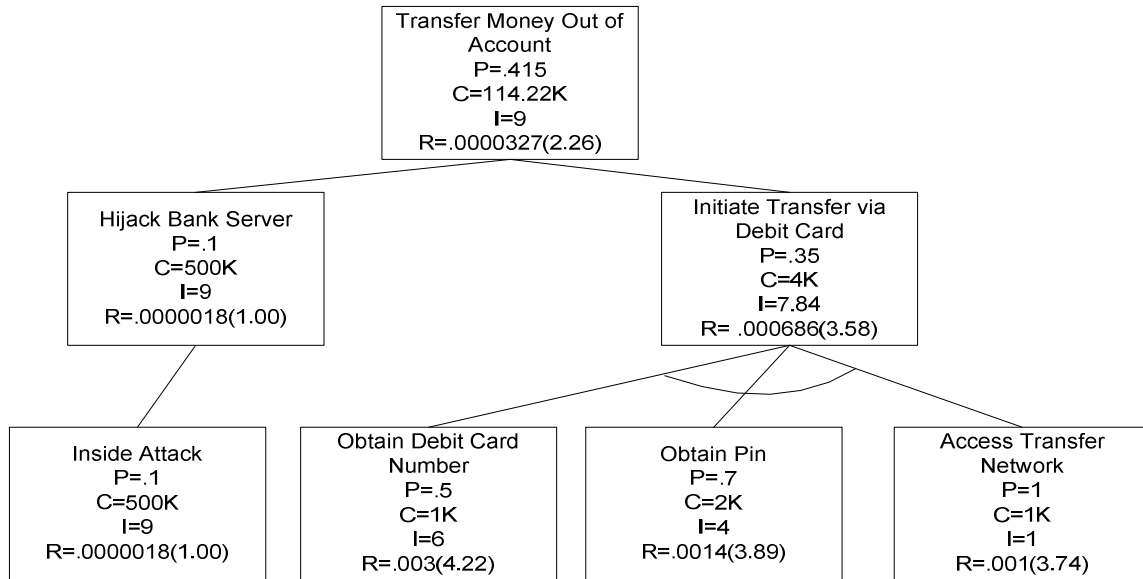 Transfer Money Out of
Account
P=.415
C=114.22K
I=9
R=.0000327(2.26)
Hijack Bank Server
P=.1
C=500K
I=9
R=.0000018(1.00)
Initiate Transfer via
Debit Card
P=.35
C=4K
I=7.84
R= .000686(3.58)
Inside Attack
P=.1
C=500K
I=9
R=.0000018(1.00)
Obtain Debit Card
Number
P=.5
C=1K
I=6
R=.003(4.22)
Obtain Pin
P=.7
C=2K
I=4
R=.0014(3.89)
Access Transfer
Network
P=1
C=1K
I=1
R=.001(3.74)